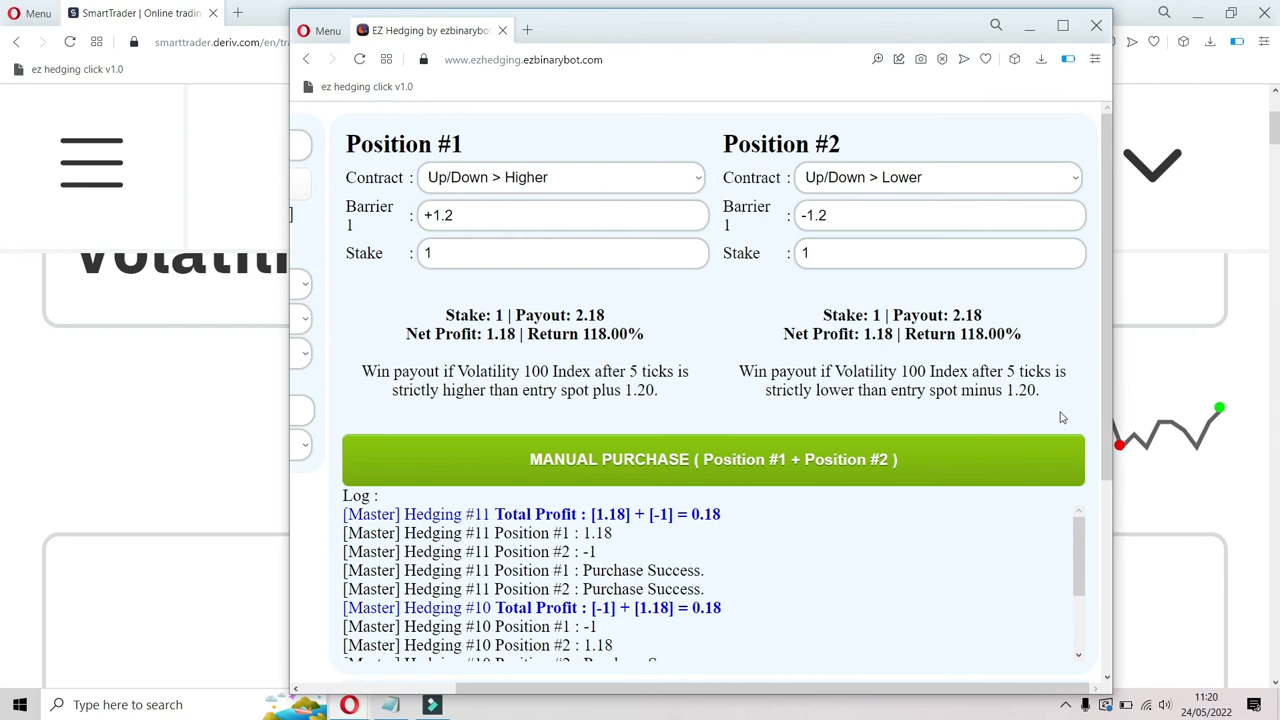 Menu
SmartTrader | Online tradin
smarttrader.deriv.com/en/tra
ez hedging click v1.0
Menu
EZ Hedging by ezbinarybo
www.ezhedging.ezbinarybot.com
ez hedging click v1.0
Position #1
Contract : Up/Down > Higher
Barrier 1 : +1.2
Stake : 1
Stake: 1 | Payout: 2.18
Net Profit: 1.18 | Return 118.00%
Win payout if Volatility 100 Index after 5 ticks is
strictly higher than entry spot plus 1.20.
Position #2
Contract : Up/Down > Lower
Barrier 1 : -1.2
Stake : 1
Stake: 1 | Payout: 2.18
Net Profit: 1.18 | Return 118.00%
Win payout if Volatility 100 Index after 5 ticks is
strictly lower than entry spot minus 1.20.
MANUAL PURCHASE ( Position #1 + Position #2 )
Log :
[Master] Hedging #11 Total Profit : [1.18] + [-1] = 0.18
[Master] Hedging #11 Position #1 : 1.18
[Master] Hedging #11 Position #2 : -1
[Master] Hedging #11 Position #1 : Purchase Success.
[Master] Hedging #11 Position #2 : Purchase Success.
[Master] Hedging #10 Total Profit : [-1] + [1.18] = 0.18
[Master] Hedging #10 Position #1 : -1
[Master] Hedging #10 Position #2 : 1.18
Type here to search
11:20
24/05/2022